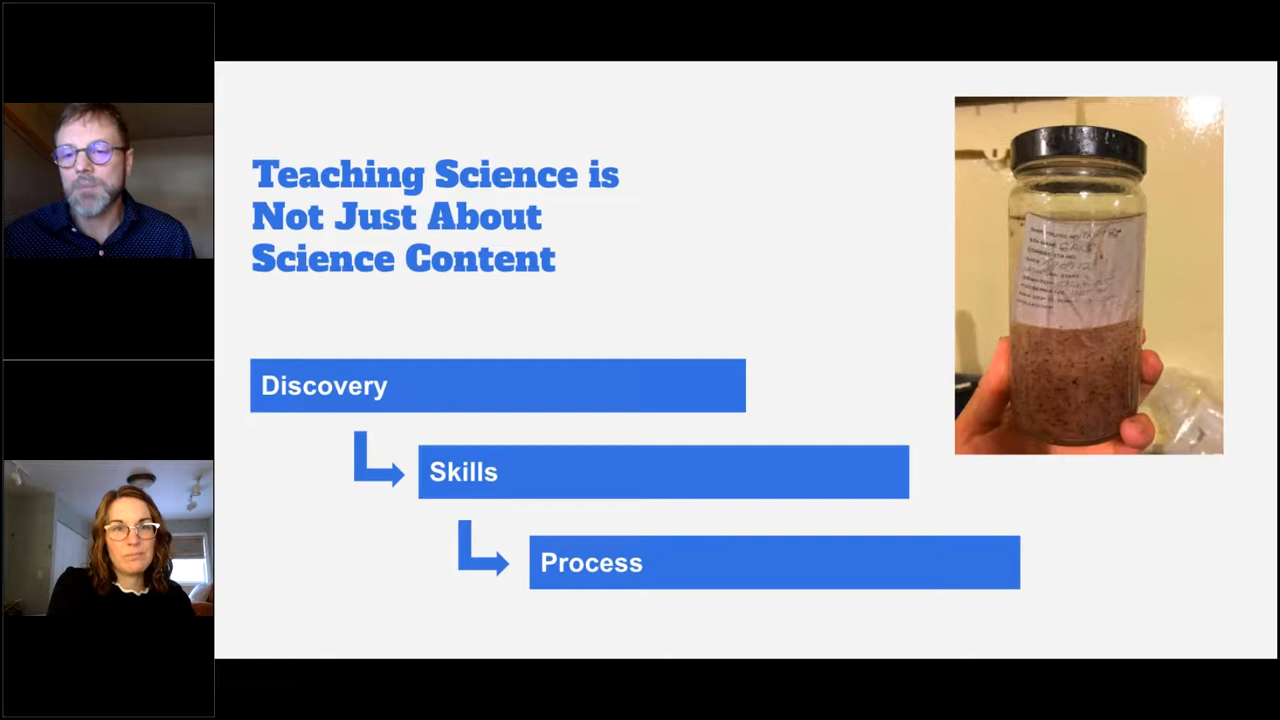 Teaching Science is
Not Just About
Science Content
Discovery
Skills
Process